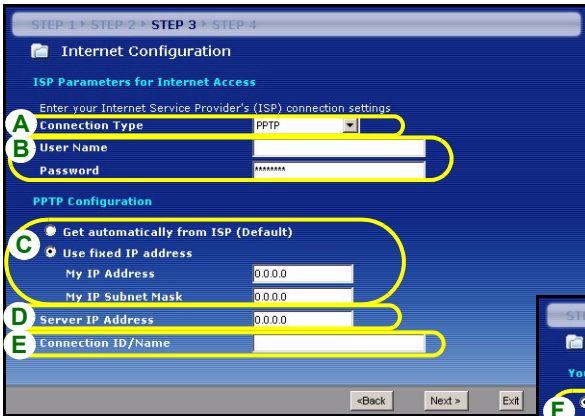 STEP 1 ▸ STEP 2 ▸ STEP 3 ▸ STEP 4
Internet Configuration
ISP Parameters for Internet Access
Enter your Internet Service Provider's (ISP) connection settings
A Connection Type PPTP
B User Name
Password ********
PPTP Configuration
C Get automatically from ISP (Default)
Use fixed IP address
My IP Address 0.0.0.0
My IP Subnet Mask 0.0.0.0
D Server IP Address 0.0.0.0
E Connection ID/Name
<Back Next > Exit
F